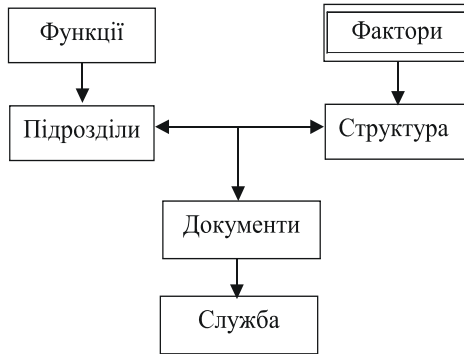 Функції
Фактори
Підрозділи
Структура
Документи
Служба